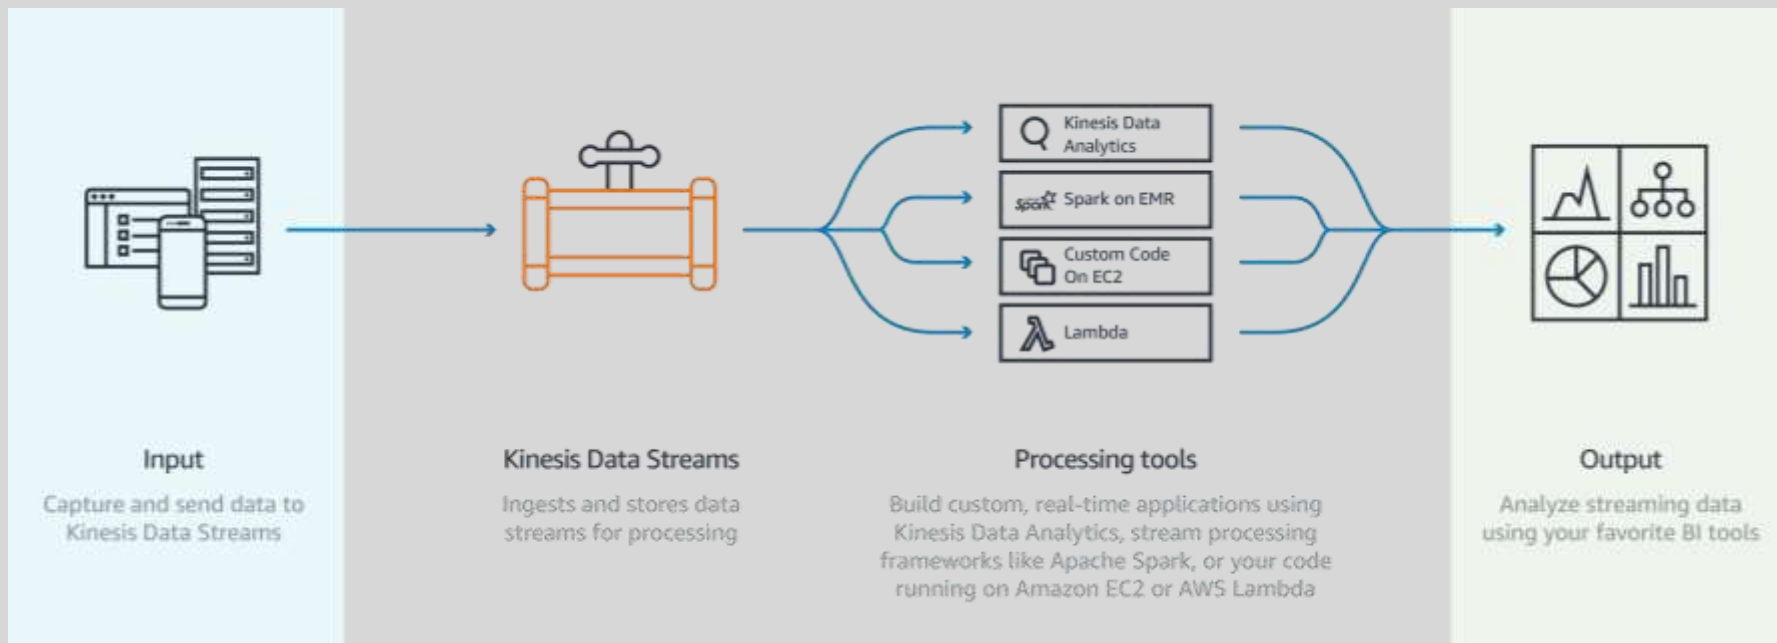 Kinesis Data
Analytics
Spark
Spark on EMR
Custom Code
On EC2
Lambda
Input
Capture and send data to
Kinesis Data Streams
Kinesis Data Streams
Ingests and stores data
streams for processing
Processing tools
Build custom, real-time applications using
Kinesis Data Analytics, stream processing
frameworks like Apache Spark, or your code
running on Amazon EC2 or AWS Lambda
Output
Analyze streaming data
using your favorite BI tools